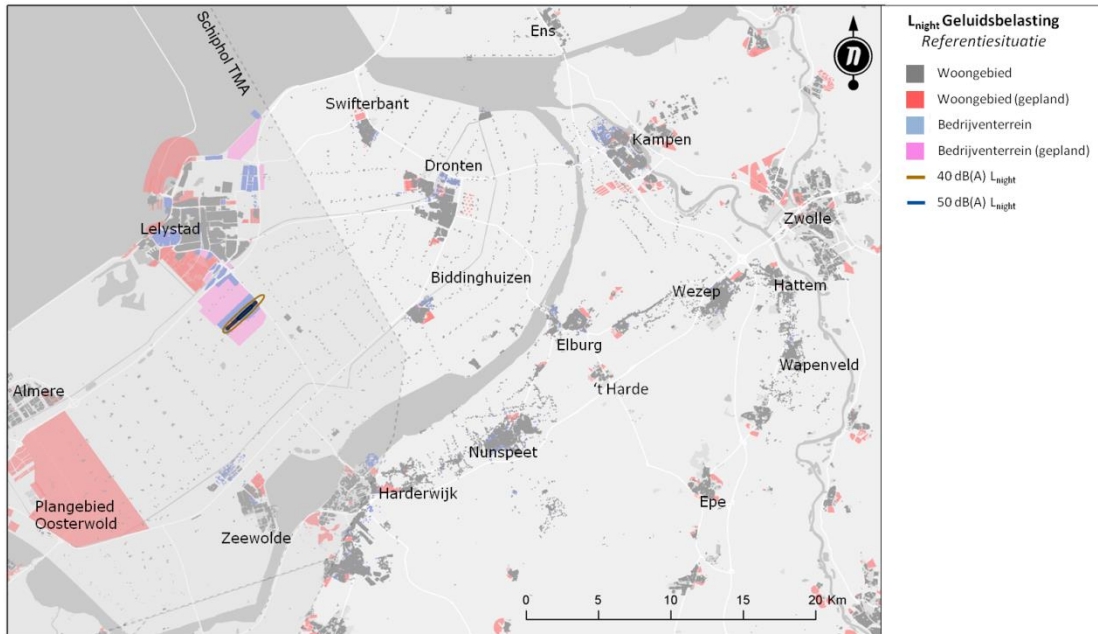 Schiphol TMA
Ens
Swifterbant
Kampen
Dronten
Zwolle
Lelystad
Biddinghuizen
Wezep
Hattem
Elburg
Wapenveld
't Harde
Almere
Nunspeet
Harderwijk
Epe
Plangebied
Oosterwold
Zeewolde
0 5 10 15 20 Km
N
Lnight Geluidsbelasting
Referentiesituatie
Woongebied
Woongebied (gepland)
Bedrijventerrein
Bedrijventerrein (gepland)
40 dB(A) Lnight
50 dB(A) Lnight